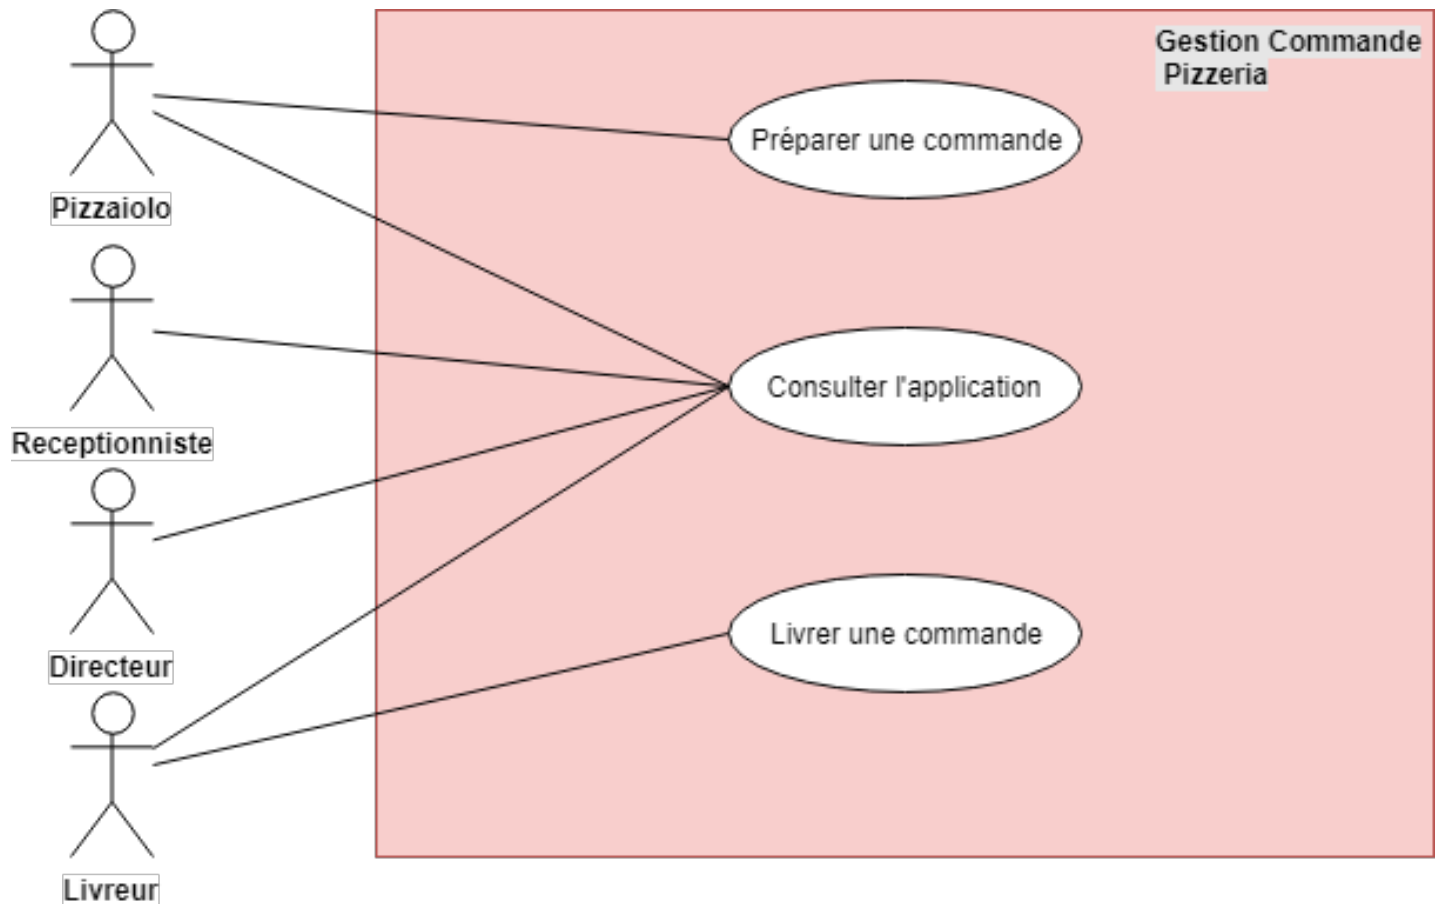 Gestion Commande
Pizzeria
Préparer une commande
Pizzaiolo
Consulter l'application
Receptionniste
Livrer une commande
Directeur
Livreur